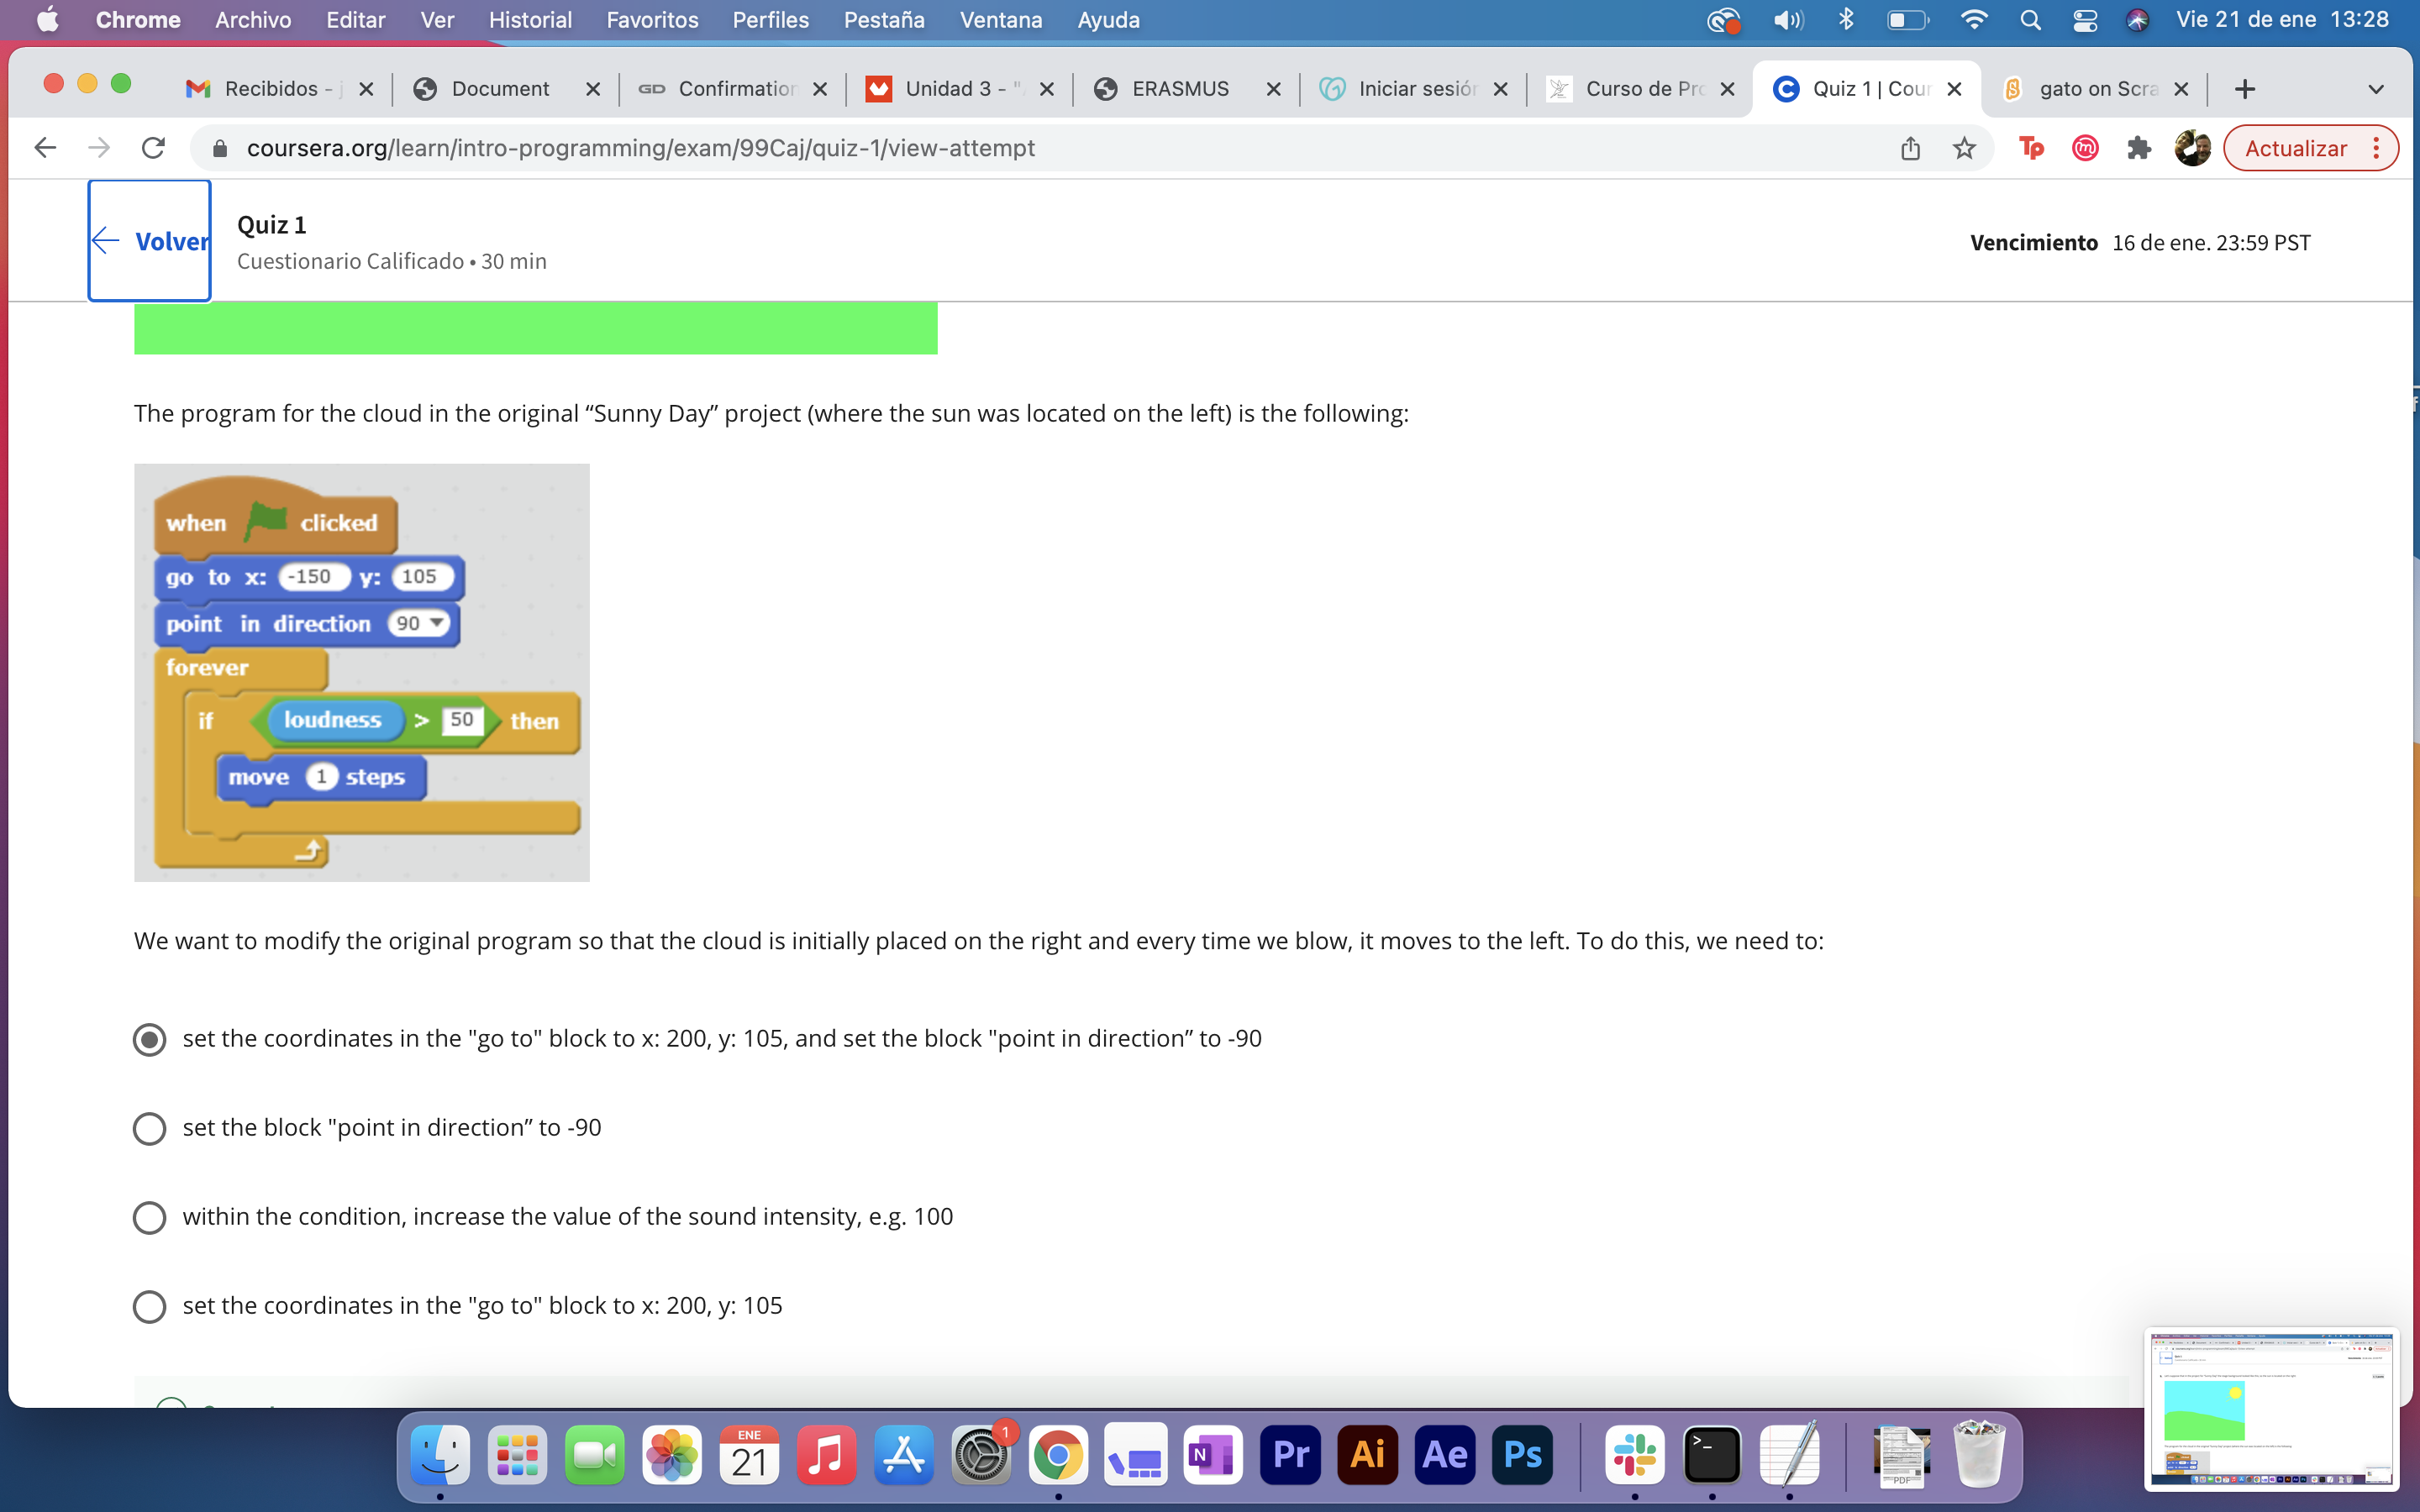 Chrome Archivo Editar Ver Historial Favoritos Perfiles Pestaña Ventana Ayuda Vie 21 de ene 13:28
Recibidos - Document GD Confirmation Unidad 3 - " ERASMUS Iniciar sesión Curso de Pro Quiz 1 | Cour gato on Scra
coursera.org/learn/intro-programming/exam/99Caj/quiz-1/view-attempt Tp Actualizar
Volver
Quiz 1
Cuestionario Calificado • 30 min
Vencimiento 16 de ene. 23:59 PST
The program for the cloud in the original “Sunny Day” project (where the sun was located on the left) is the following:
when clicked
go to x: -150 y: 105
point in direction 90
forever
if loudness > 50 then
move 1 steps
We want to modify the original program so that the cloud is initially placed on the right and every time we blow, it moves to the left. To do this, we need to:
set the coordinates in the "go to" block to x: 200, y: 105, and set the block "point in direction” to -90
set the block "point in direction” to -90
within the condition, increase the value of the sound intensity, e.g. 100
set the coordinates in the "go to" block to x: 200, y: 105
ENE
21
1
N
Pr
Ai
Ae
Ps
>_
PDF